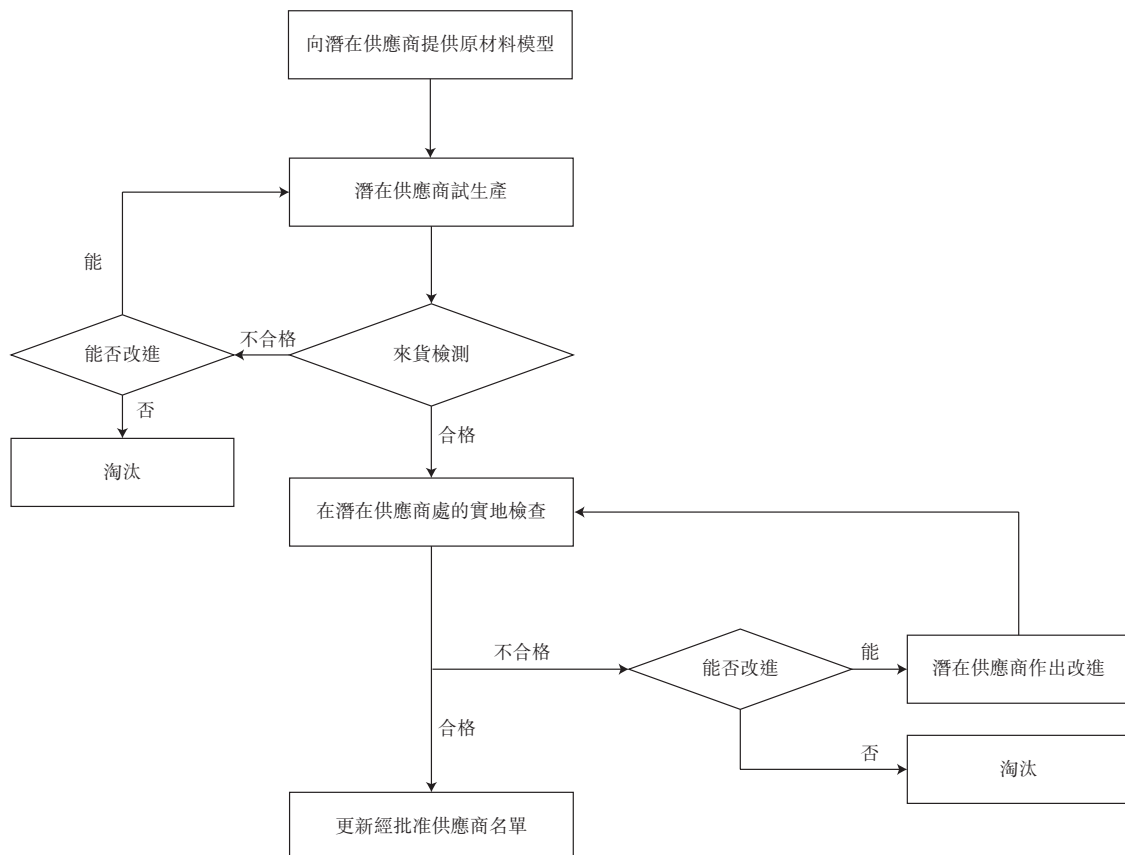 向潛在供應商提供原材料模型
潛在供應商試生產
能
能否改進
不合格
來貨檢測
否
合格
淘汰
在潛在供應商處的實地檢查
不合格
能否改進
能
潛在供應商作出改進
合格
否
淘汰
更新經批准供應商名單